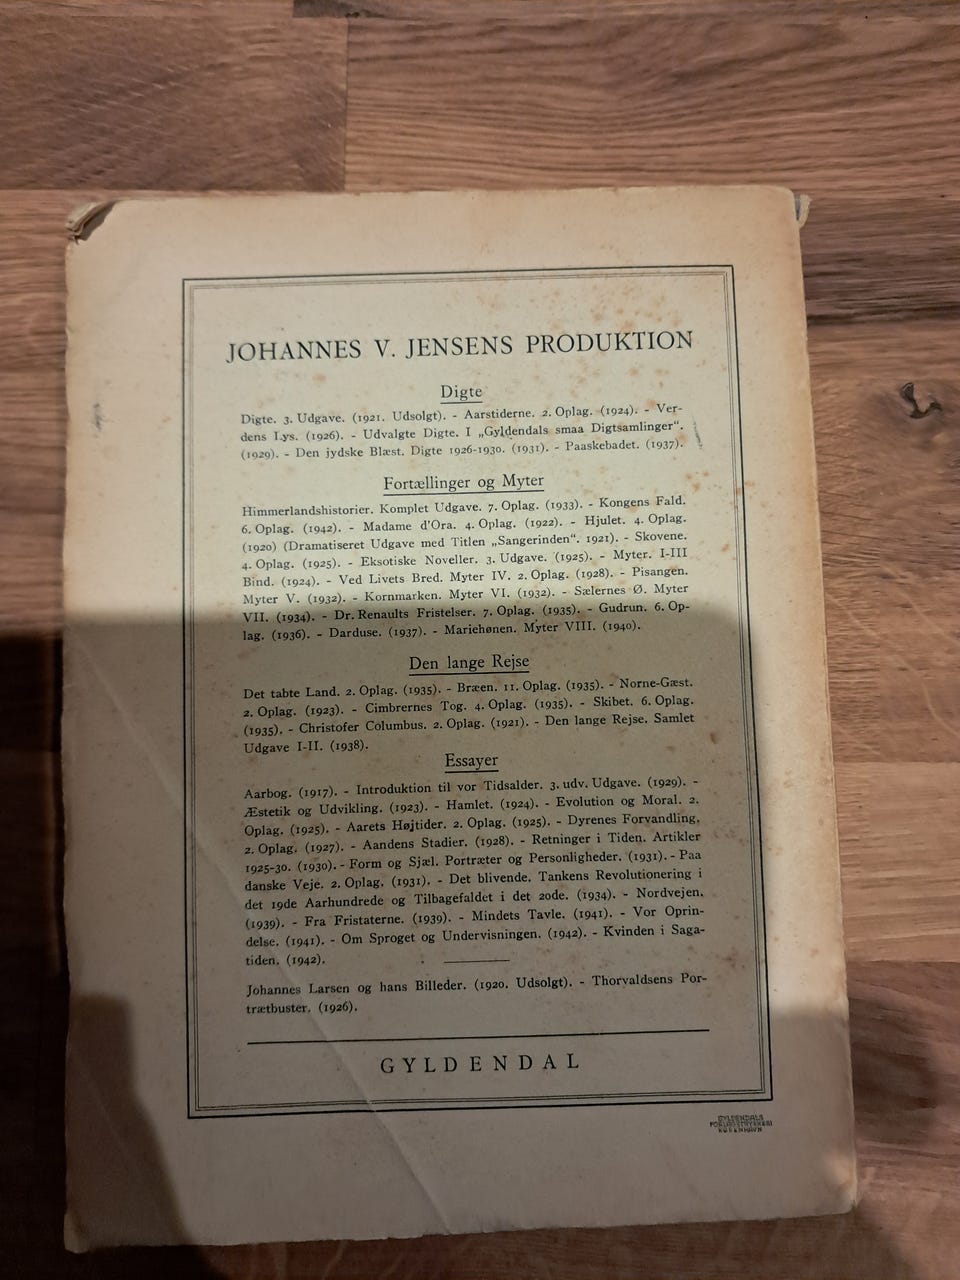 JOHANNES V. JENSENS PRODUKTION
Digte
Digte. 3. Udgave. (1921. Udsolgt). - Aarstiderne. 2. Oplag. (1924). - Ver-
dens Lys. (1926). - Udvalgte Digte. I „Gyldendals smaa Digtsamlinger“.
(1929). - Den jydske Blæst. Digte 1926-1930. (1931). - Paaskebadet. (1937).
Fortællinger og Myter
Himmerlandshistorier. Komplet Udgave. 7. Oplag. (1933). - Kongens Fald.
6. Oplag. (1942). - Madame d'Ora. 4. Oplag. (1922). - Hjulet. 4. Oplag.
(1920) (Dramatiseret Udgave med Titlen „Sangerinden“. 1921). - Skovene.
4. Oplag. (1925). - Eksotiske Noveller. 3. Udgave. (1925). - Myter. I-III
Bind. (1924). - Ved Livets Bred. Myter IV. 2. Oplag. (1928). - Pisangen.
Myter V. (1932). - Kornmarken. Myter VI. (1932). - Sælernes Ø. Myter
VII. (1934). - Dr. Renaults Fristelser. 7. Oplag. (1935). - Gudrun. 6. Op-
lag. (1936). - Darduse. (1937). - Mariehønen. Myter VIII. (1940).
Den lange Rejse
Det tabte Land. 2. Oplag. (1935). - Bræen. 11. Oplag. (1935). - Norne-Gæst.
2. Oplag. (1923). - Cimbrernes Tog. 4. Oplag. (1935). - Skibet. 6. Oplag.
(1935). - Christofer Columbus. 2. Oplag. (1921). - Den lange Rejse. Samlet
Udgave I-II. (1938).
Essayer
Aarbog. (1917). - Introduktion til vor Tidsalder. 3. udv. Udgave. (1929). -
Æstetik og Udvikling. (1923). - Hamlet. (1924). - Evolution og Moral. 2.
Oplag. (1925). - Aarets Højtider. 2. Oplag. (1925). - Dyrenes Forvandling.
2. Oplag. (1927). - Aandens Stadier. (1928). - Retninger i Tiden. Artikler
1925-30. (1930). - Form og Sjæl. Portræter og Personligheder. (1931). - Paa
danske Veje. 2. Oplag. (1931). - Det blivende. Tankens Revolutionering i
det 19de Aarhundrede og Tilbagefaldet i det 20de. (1934). - Nordvejen.
(1939). - Fra Fristaterne. (1939). - Mindets Tavle. (1941). - Vor Oprin-
delse. (1941). - Om Sproget og Undervisningen. (1942). - Kvinden i Saga-
tiden. (1942).
Johannes Larsen og hans Billeder. (1920. Udsolgt). - Thorvaldsens Por-
trætbuster. (1926).
GYLDENDAL
GYLDENDALS
FORLAGSTRYKKERI
KØBENHAVN